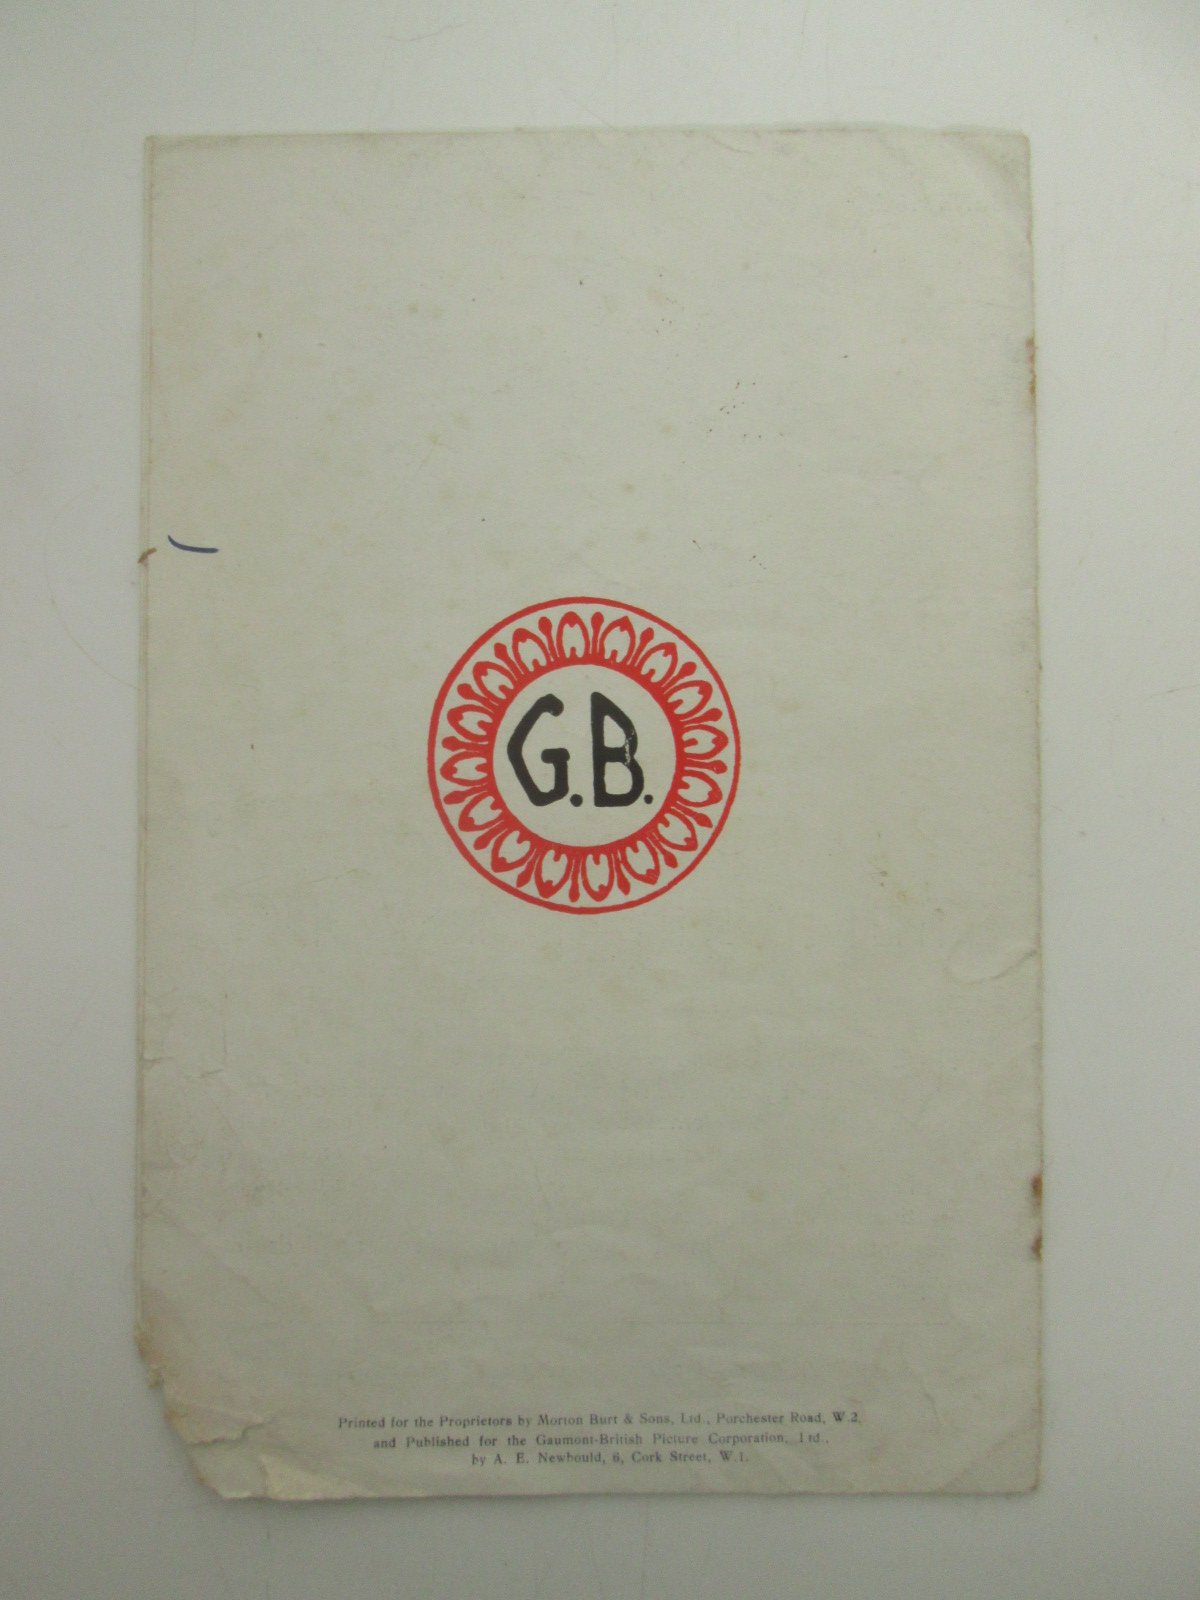 G.B.
Printed for the Proprietors by Morton Burt & Sons, Ltd., Porchester Road, W.2,
and Published for the Gaumont-British Picture Corporation, Ltd.,
by A. E. Newbould, 6, Cork Street, W.1.